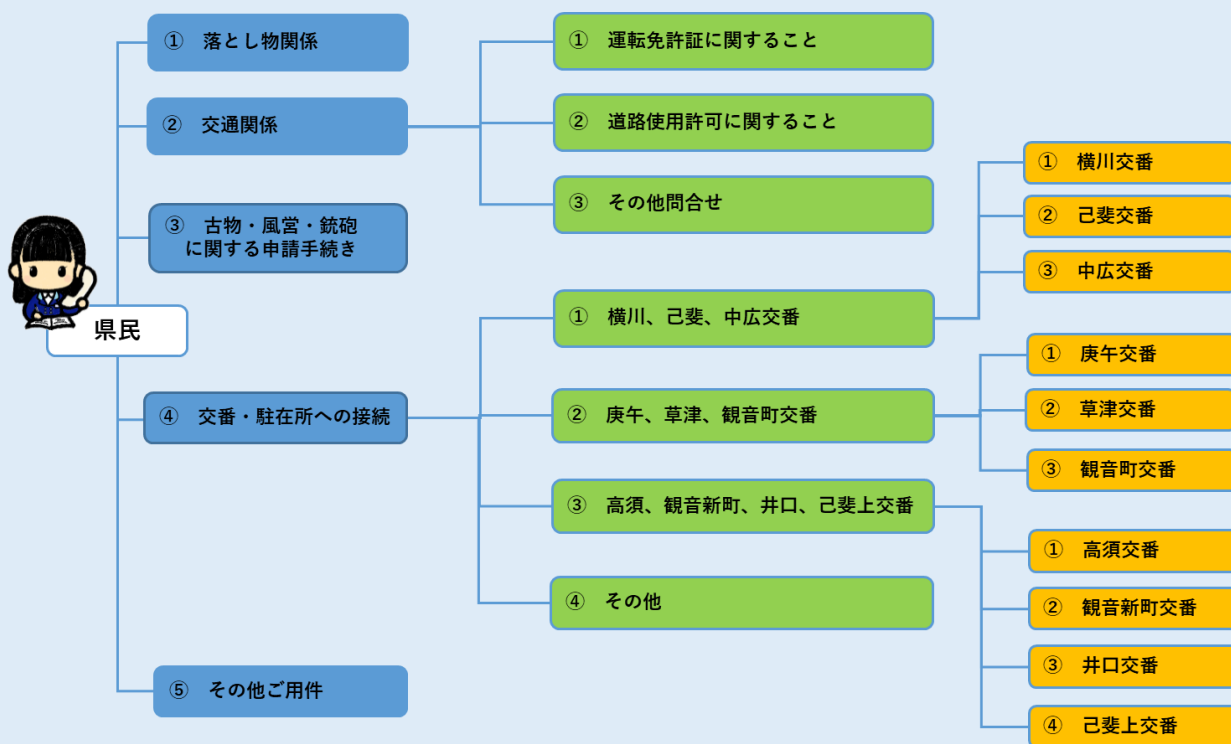 県民
① 落とし物関係
② 交通関係
③ 古物・風営・銃砲
に関する申請手続き
④ 交番・駐在所への接続
⑤ その他ご用件
① 運転免許証に関すること
② 道路使用許可に関すること
③ その他問合せ
① 横川、己斐、中広交番
② 庚午、草津、観音町交番
③ 高須、観音新町、井口、己斐上交番
④ その他
① 横川交番
② 己斐交番
③ 中広交番
① 庚午交番
② 草津交番
③ 観音町交番
① 高須交番
② 観音新町交番
③ 井口交番
④ 己斐上交番